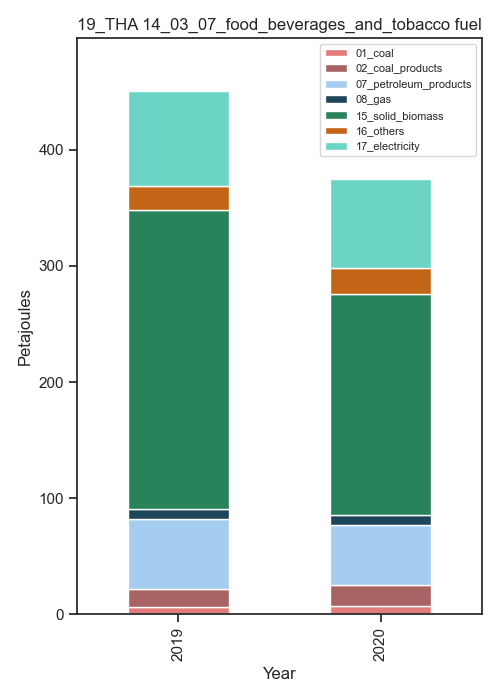 19_THA 14_03_07_food_beverages_and_tobacco fuel
01_coal
02_coal_products
07_petroleum_products
08_gas
15_solid_biomass
16_others
17_electricity
400
300
200
100
0
Petajoules
2019
2020
Year